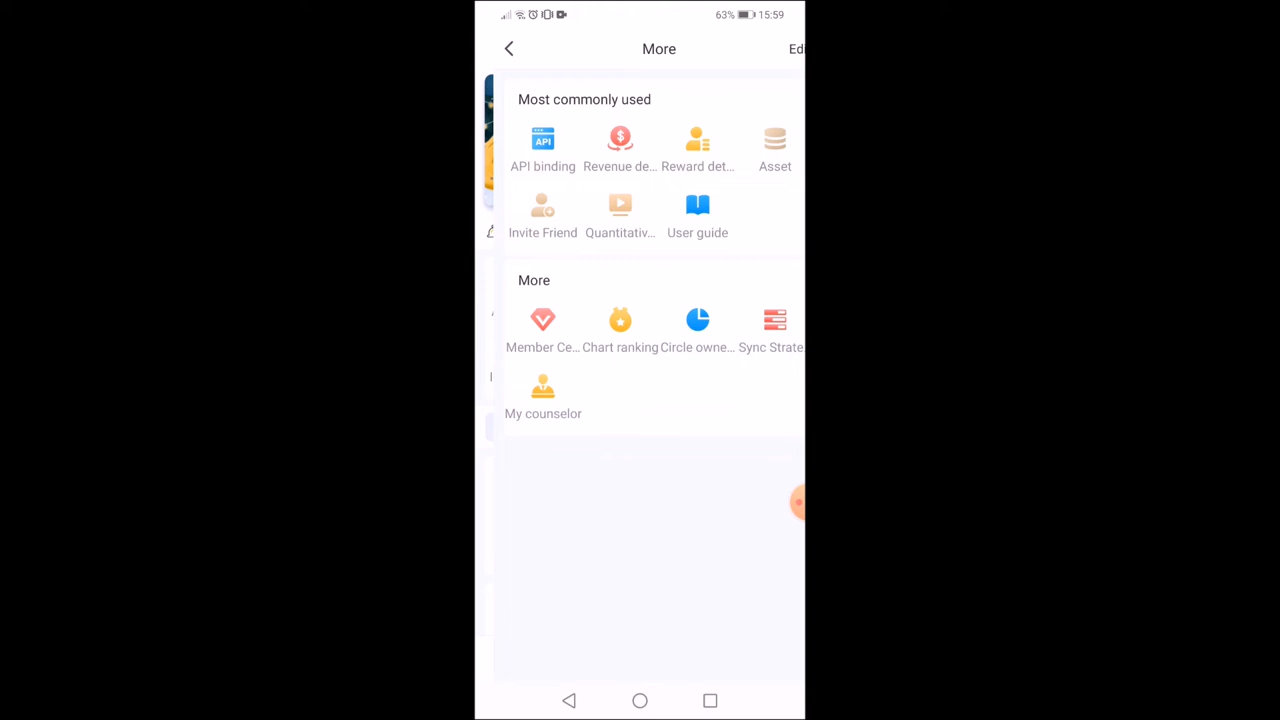 63% 15:59
More Edi
Most commonly used
API
API binding Revenue de... Reward det... Asset
Invite Friend Quantitativ... User guide
More
Member Ce... Chart ranking Circle owne... Sync Strate
My counselor